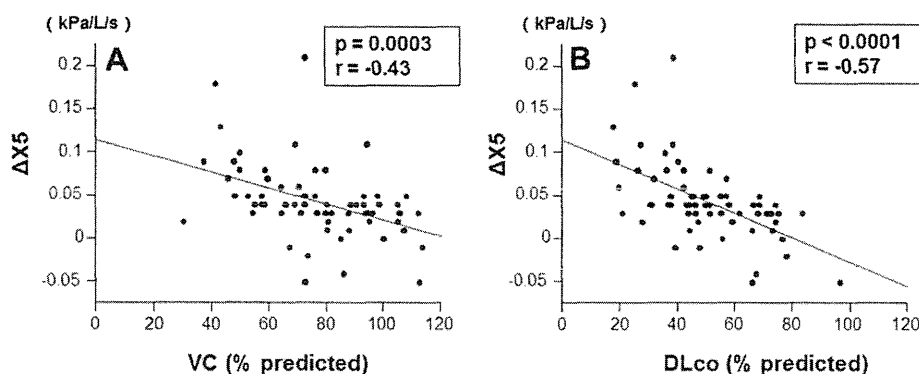 ( kPa/L/s )
A
p = 0.0003
r = -0.43
ΔX5
0.2
0.15
0.1
0.05
0
-0.05
0 20 40 60 80 100 120
VC (% predicted)
( kPa/L/s )
B
p < 0.0001
r = -0.57
ΔX5
0.2
0.15
0.1
0.05
0
-0.05
0 20 40 60 80 100 120
DLco (% predicted)